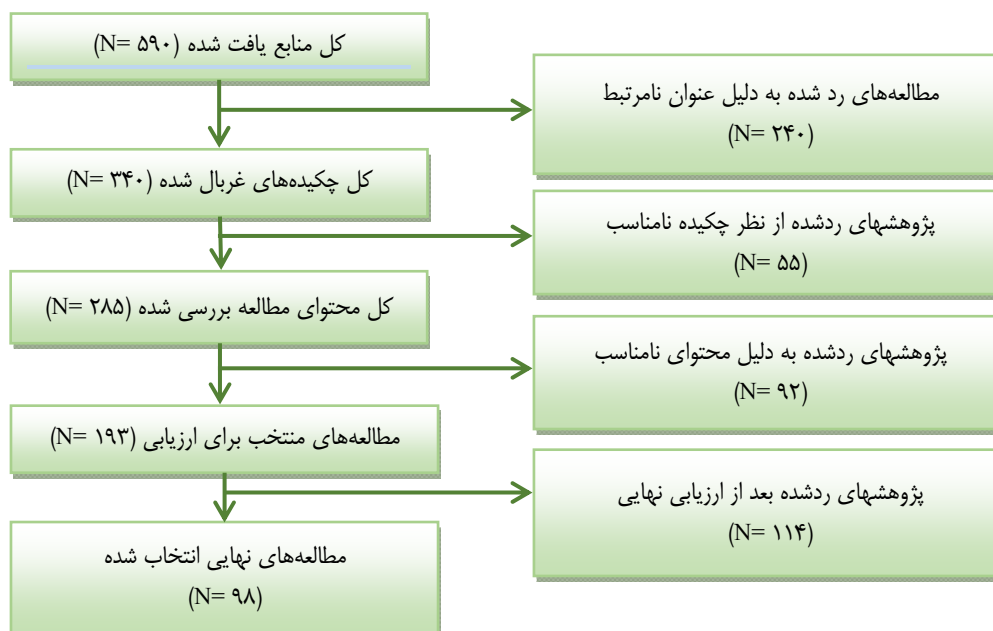 کل منابع یافت شده (N= ۵۹۰)
مطالعه‌های رد شده به دلیل عنوان نامرتبط
(N= ۲۴۰)
کل چکیده‌های غربال شده (N= ۳۴۰)
پژوهشهای ردشده از نظر چکیده نامناسب
(N= ۵۵)
کل محتوای مطالعه بررسی شده (N= ۲۸۵)
پژوهشهای ردشده به دلیل محتوای نامناسب
(N= ۹۲)
مطالعه‌های منتخب برای ارزیابی (N= ۱۹۳)
پژوهشهای ردشده بعد از ارزیابی نهایی
(N= ۱۱۴)
مطالعه‌های نهایی انتخاب شده
(N= ۹۸)